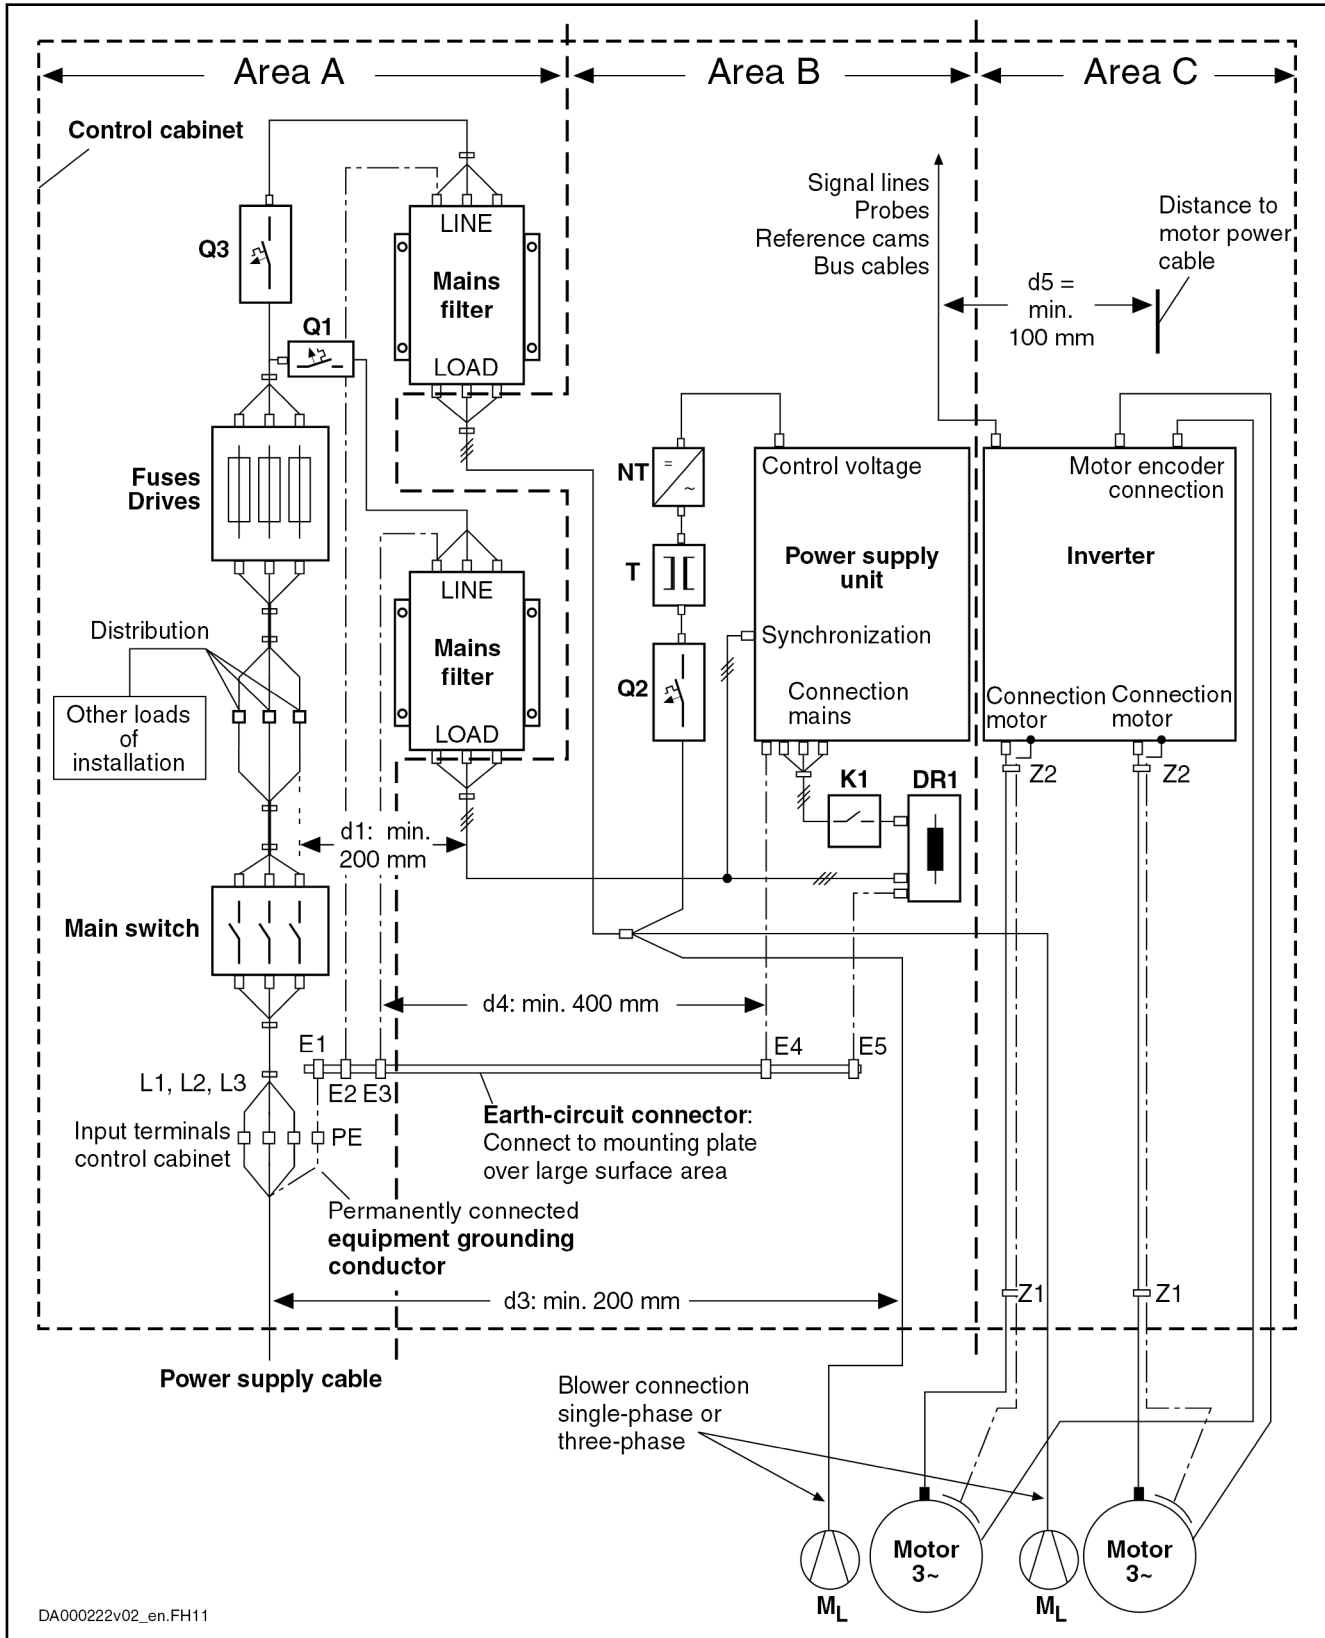 Area A
Area B
Area C
Control cabinet
Q3
LINE
Mains
filter
LOAD
Q1
Signal lines
Probes
Reference cams
Bus cables
Distance to
motor power
cable
d5 =
min.
100 mm
Fuses
Drives
NT
=
~
T
Q2
Control voltage
Power supply
unit
Synchronization
Connection
mains
Motor encoder
connection
Inverter
Connection
motor
Connection
motor
LINE
Mains
filter
LOAD
Distribution
Other loads
of
installation
Z2
Z2
K1
DR1
d1: min.
200 mm
Main switch
d4: min. 400 mm
E1
E2
E3
E4
E5
L1, L2, L3
Input terminals
control cabinet
PE
Earth-circuit connector:
Connect to mounting plate
over large surface area
Permanently connected
equipment grounding
conductor
d3: min. 200 mm
Z1
Z1
Power supply cable
Blower connection
single-phase or
three-phase
Motor
3~
Motor
3~
ML
ML
DA000222v02_en.FH11